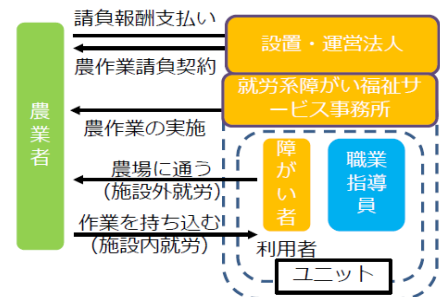 請負報酬支払い
農作業請負契約
設置・運営法人
就労系障がい福祉サ
ービス事務所
農業者
農作業の実施
農場に通う
(施設外就労)
作業を持ち込む
(施設内就労)
障がい者
職業
指導
員
利用者
ユニット